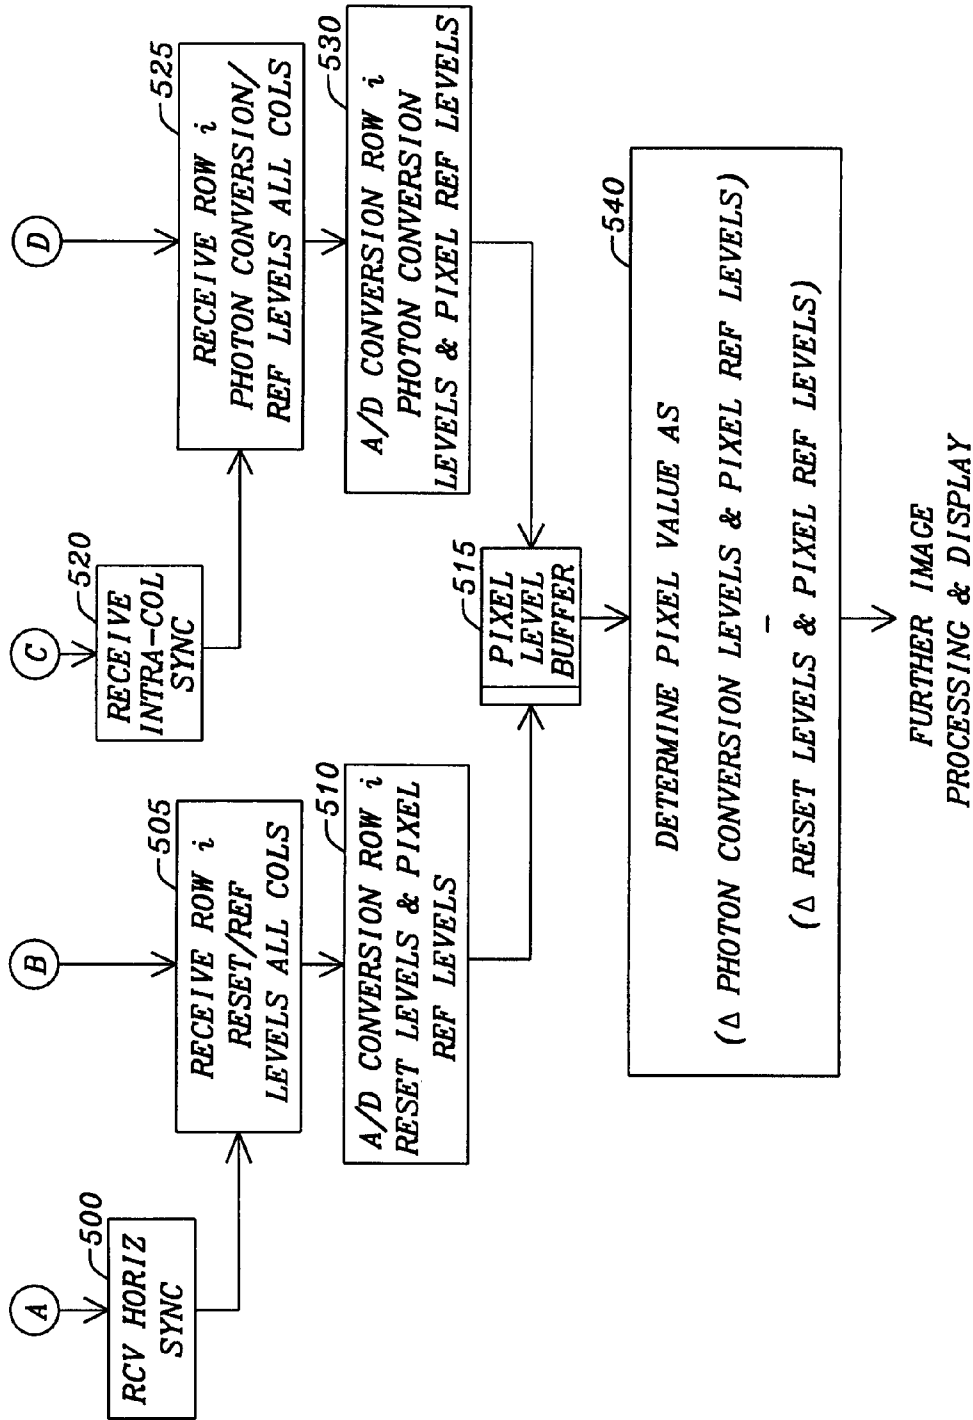 A
500
RCV HORIZ
SYNC
B
505
RECEIVE ROW i
RESET/REF
LEVELS ALL COLS
510
A/D CONVERSION ROW i
RESET LEVELS & PIXEL
REF LEVELS
C
520
RECEIVE
INTRA-COL
SYNC
D
525
RECEIVE ROW i
PHOTON CONVERSION/
REF LEVELS ALL COLS
530
A/D CONVERSION ROW i
PHOTON CONVERSION
LEVELS & PIXEL REF LEVELS
515
PIXEL
LEVEL
BUFFER
540
DETERMINE PIXEL VALUE AS
(Δ PHOTON CONVERSION LEVELS & PIXEL REF LEVELS)
–
(Δ RESET LEVELS & PIXEL REF LEVELS)
FURTHER IMAGE
PROCESSING & DISPLAY